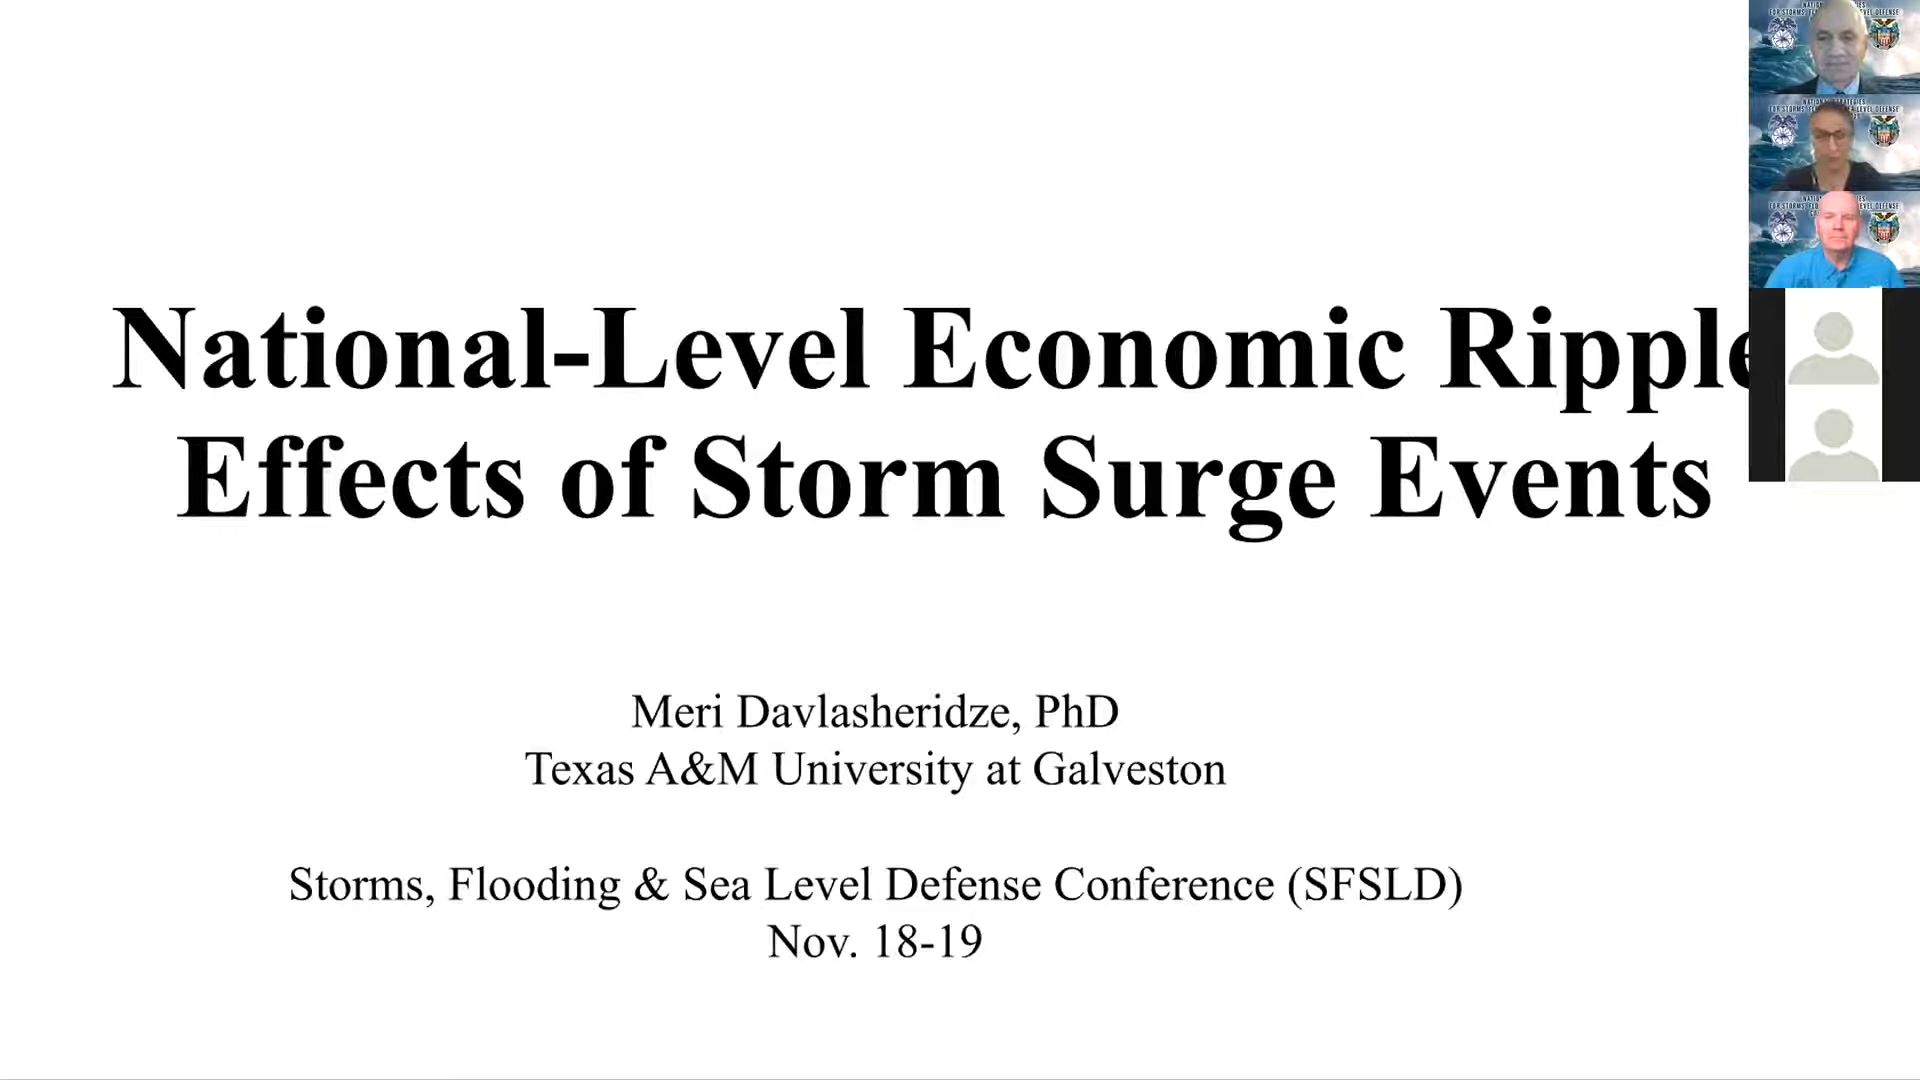 National-Level Economic Ripple
Effects of Storm Surge Events
Meri Davlasheridze, PhD
Texas A&M University at Galveston
Storms, Flooding & Sea Level Defense Conference (SFSLD)
Nov. 18-19